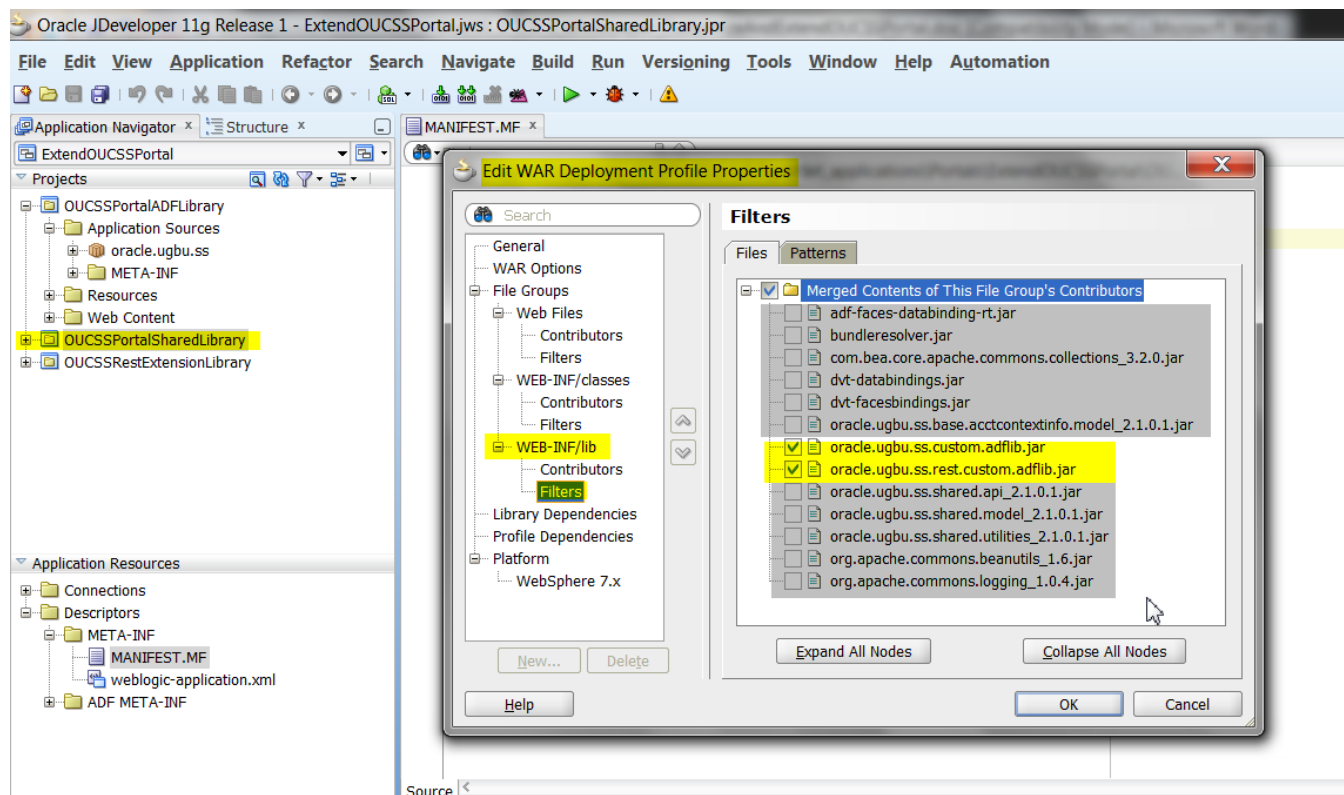 Oracle JDeveloper 11g Release 1 - ExtendOUCSSPortal.jws : OUCSSPortalSharedLibrary.jpr
File Edit View Application Refactor Search Navigate Build Run Versioning Tools Window Help Automation
Application Navigator x Structure x
MANIFEST.MF x
ExtendOUCSSPortal
Projects
OUCSSPortalADFLibrary
Application Sources
oracle.ugbu.ss
META-INF
Resources
Web Content
OUCSSPortalSharedLibrary
OUCSSRestExtensionLibrary
Application Resources
Connections
Descriptors
META-INF
MANIFEST.MF
weblogic-application.xml
ADF META-INF
Edit WAR Deployment Profile Properties
X
Search
General
WAR Options
File Groups
Web Files
Contributors
Filters
WEB-INF/classes
Contributors
Filters
WEB-INF/lib
Contributors
Filters
Library Dependencies
Profile Dependencies
Platform
WebSphere 7.x
New... Delete
Filters
Files Patterns
Merged Contents of This File Group's Contributors
adf-faces-databinding-rt.jar
bundleresolver.jar
com.bea.core.apache.commons.collections_3.2.0.jar
dvt-databindings.jar
dvt-facesbindings.jar
oracle.ugbu.ss.base.acctcontextinfo.model_2.1.0.1.jar
oracle.ugbu.ss.custom.adflib.jar
oracle.ugbu.ss.rest.custom.adflib.jar
oracle.ugbu.ss.shared.api_2.1.0.1.jar
oracle.ugbu.ss.shared.model_2.1.0.1.jar
oracle.ugbu.ss.shared.utilities_2.1.0.1.jar
org.apache.commons.beanutils_1.6.jar
org.apache.commons.logging_1.0.4.jar
Expand All Nodes Collapse All Nodes
Help OK Cancel
Source